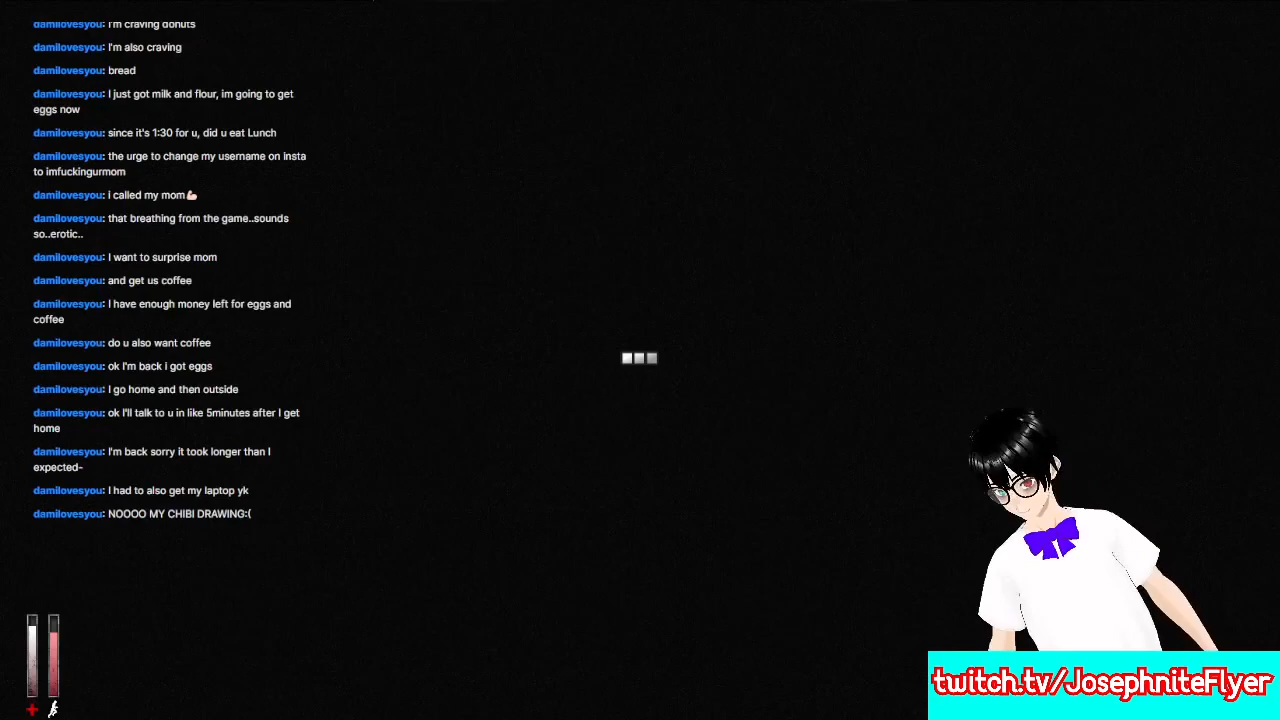 damilovesyou: I'm craving donuts
damilovesyou: I'm also craving
damilovesyou: bread
damilovesyou: I just got milk and flour, im going to get
eggs now
damilovesyou: since it's 1:30 for u, did u eat Lunch
damilovesyou: the urge to change my username on insta
to imfuckingurmom
damilovesyou: i called my mom💪🏻
damilovesyou: that breathing from the game..sounds
so..erotic..
damilovesyou: I want to surprise mom
damilovesyou: and get us coffee
damilovesyou: I have enough money left for eggs and
coffee
damilovesyou: do u also want coffee
damilovesyou: ok I'm back i got eggs
damilovesyou: I go home and then outside
damilovesyou: ok I'll talk to u in like 5minutes after I get
home
damilovesyou: I'm back sorry it took longer than I
expected-
damilovesyou: I had to also get my laptop yk
damilovesyou: NOOOO MY CHIBI DRAWING:(
twitch.tv/JosephniteFlyer